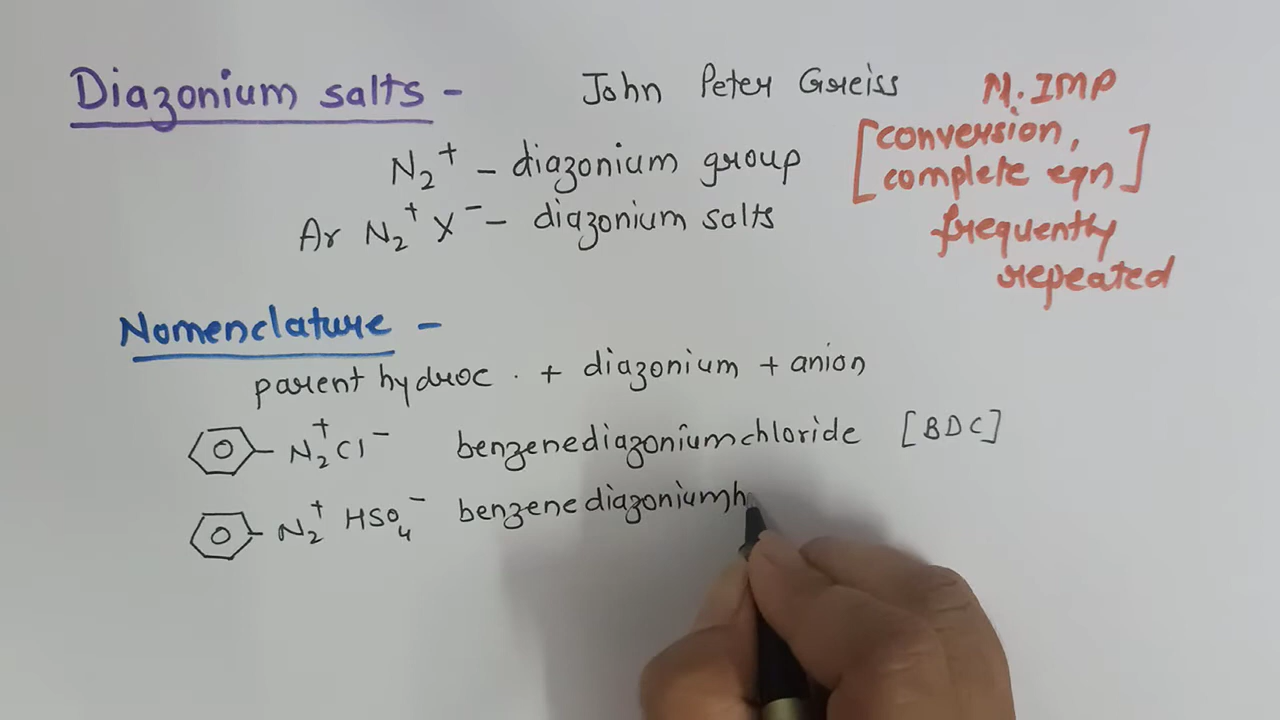 Diazonium salts -
John Peter Greiss
M.IMP
[conversion,
complete eqn]
frequently
repeated
N₂⁺ - diazonium group
Ar N₂⁺ X⁻ - diazonium salts
Nomenclature -
parent hydroc. + diazonium + anion
N₂⁺Cl⁻ benzenediazoniumchloride [BDC]
N₂⁺ HSO₄⁻ benzenediazoniumh